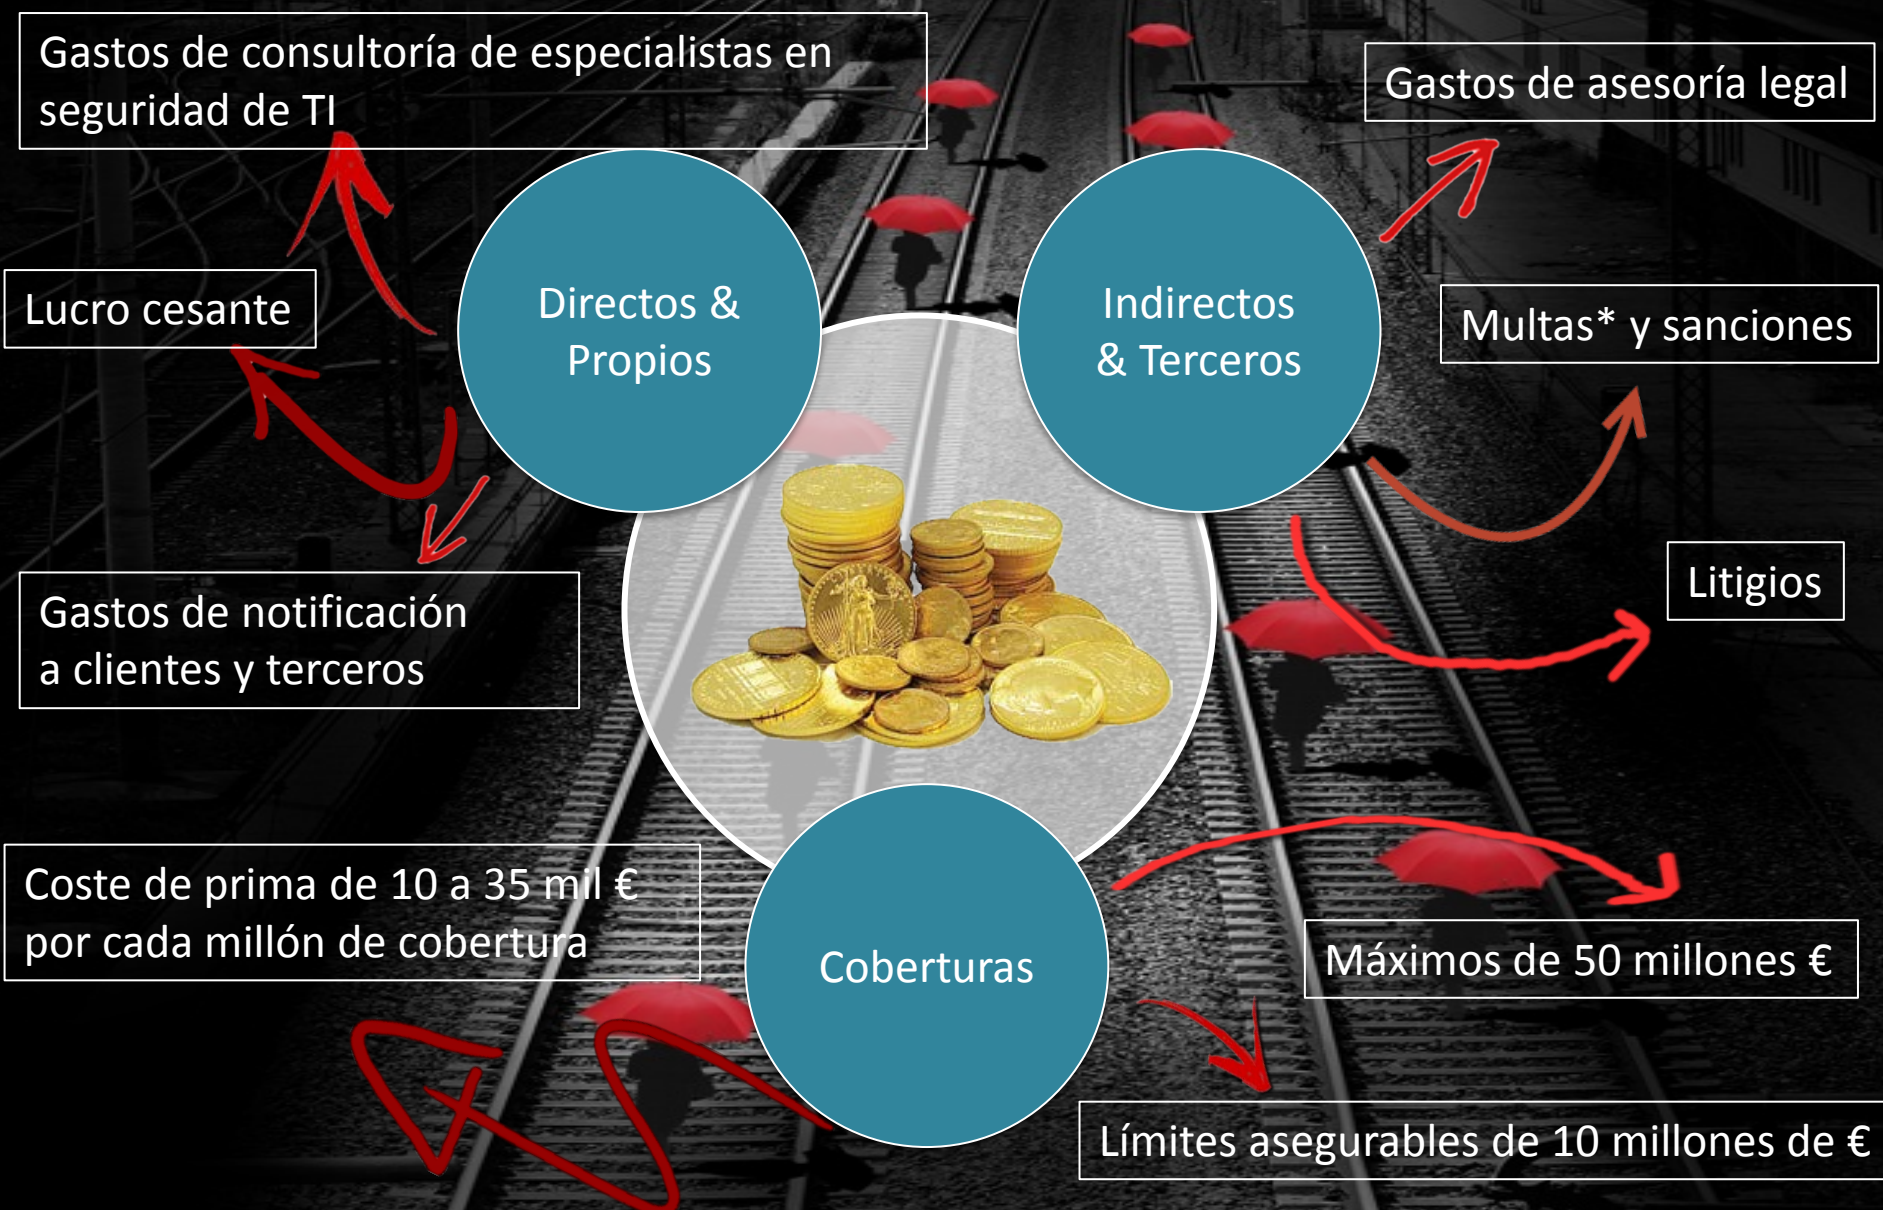 Gastos de consultoría de especialistas en
seguridad de TI
Gastos de asesoría legal
Lucro cesante
Directos &
Propios
Indirectos
& Terceros
Multas* y sanciones
Gastos de notificación
a clientes y terceros
Litigios
Coste de prima de 10 a 35 mil €
por cada millón de cobertura
Coberturas
Máximos de 50 millones €
Límites asegurables de 10 millones de €